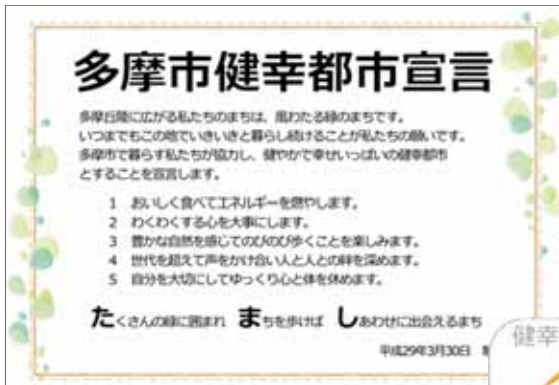 多摩市健幸都市宣言
多摩丘陵に広がる私たちのまちは、風わたる緑のまちです。
いつまでもこの地でいきいきと暮らし続けることが私たちの願いです。
多摩市で暮らす私たちが協力し、健やかで幸せいっぱいの健幸都市
とすることを宣言します。
1 おいしく食べてエネルギーを燃やします。
2 わくわくする心を大事にします。
3 豊かな自然を感じてのびのび歩くことを楽しみます。
4 世代を超えて声をかけ合い人と人との絆を深めます。
5 自分を大切にしてゆっくり心と体を休めます。
たくさんの緑に囲まれ まちを歩けば しあわせに出会えるまち
平成29年3月30日
健幸